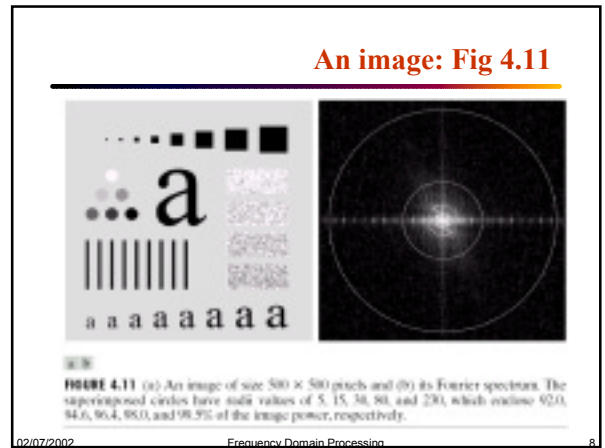 An image: Fig 4.11
a
a a a a a a a a
a b
FIGURE 4.11 (a) An image of size 500 × 500 pixels and (b) its Fourier spectrum. The
superimposed circles have radii values of 5, 15, 30, 80, and 230, which enclose 92.0,
94.6, 96.4, 98.0, and 99.5% of the image power, respectively.
02/07/2002 Frequency Domain Processing 8